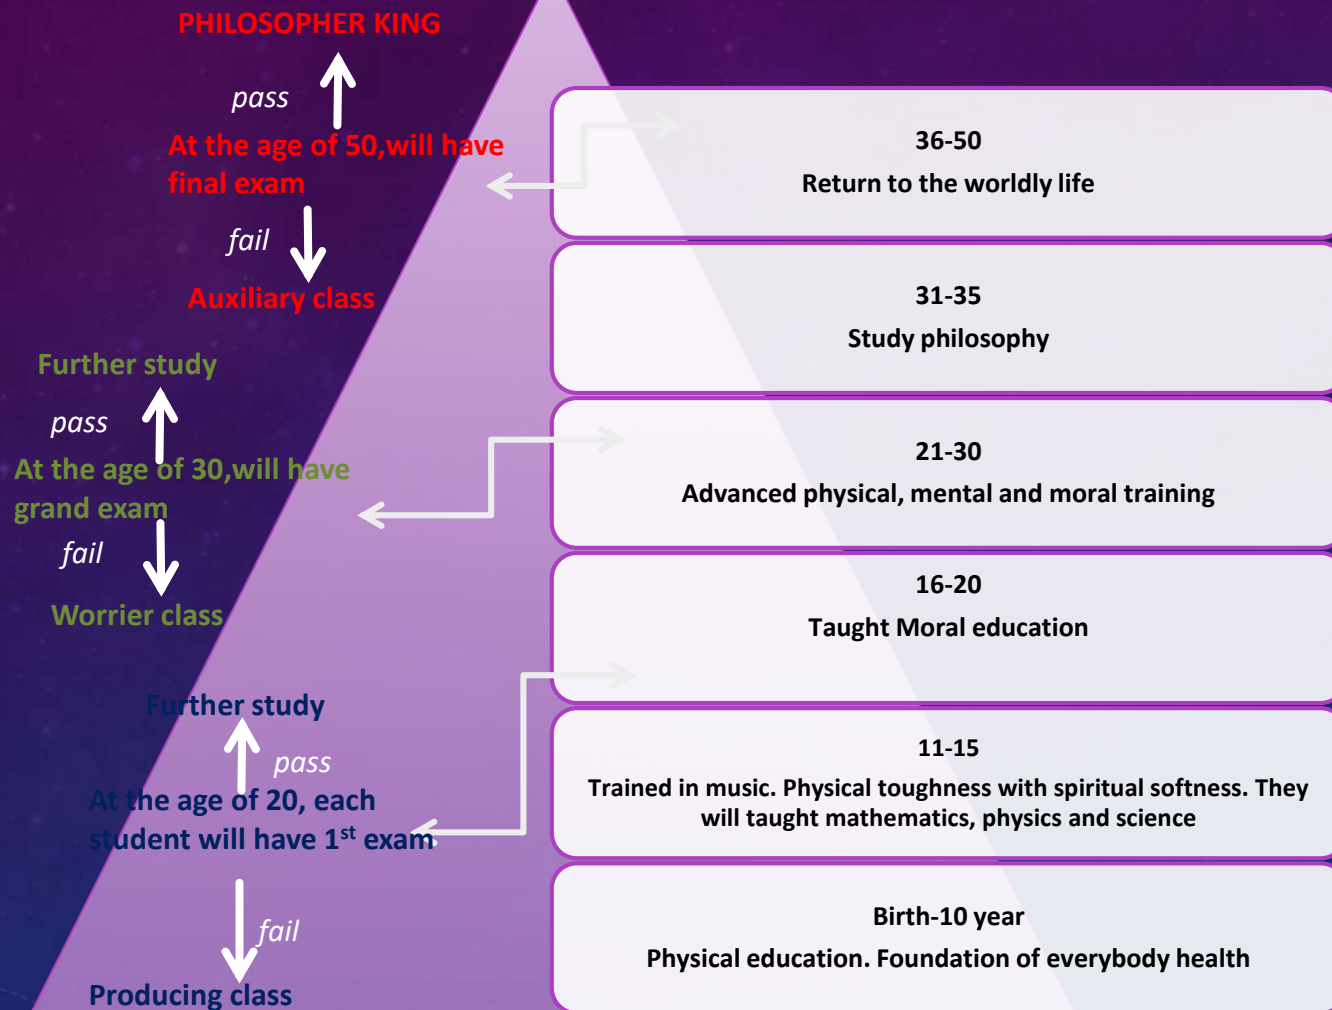 PHILOSOPHER KING
pass
At the age of 50,will have
final exam
fail
Auxiliary class
Further study
pass
At the age of 30,will have
grand exam
fail
Worrier class
Further study
pass
At the age of 20, each
student will have 1st exam
fail
Producing class
36-50
Return to the worldly life
31-35
Study philosophy
21-30
Advanced physical, mental and moral training
16-20
Taught Moral education
11-15
Trained in music. Physical toughness with spiritual softness. They
will taught mathematics, physics and science
Birth-10 year
Physical education. Foundation of everybody health